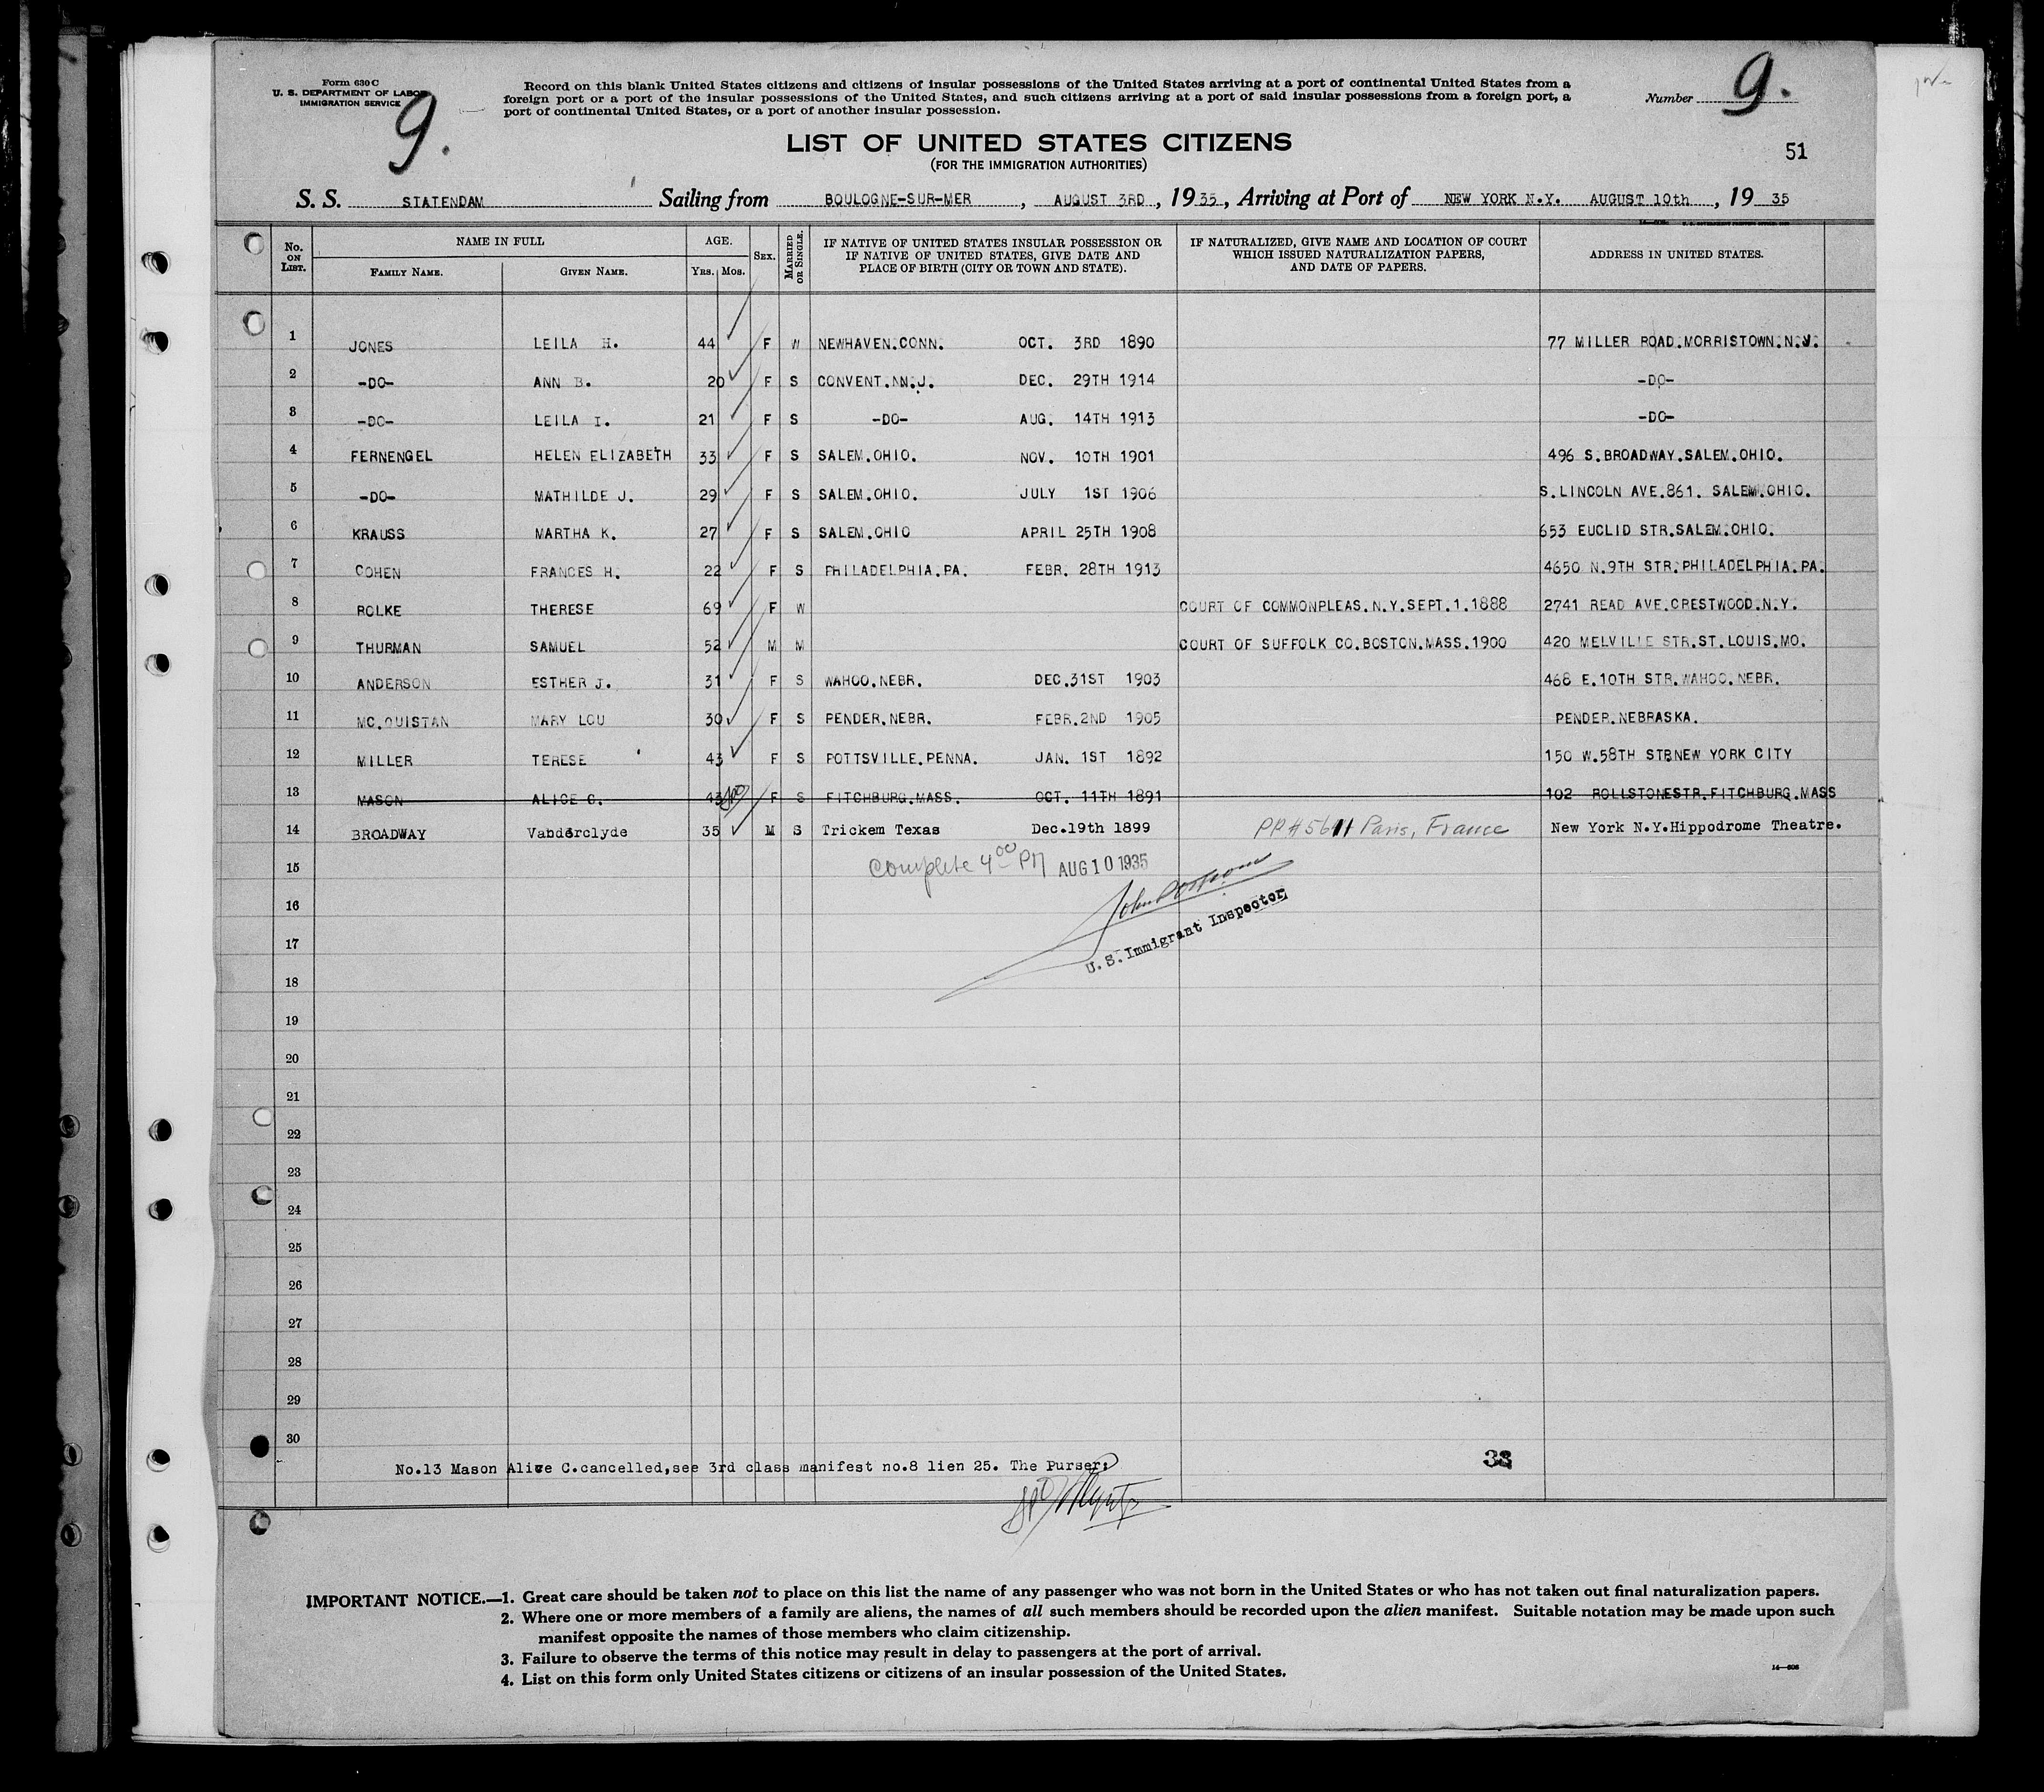 Form 630 C
U. S. DEPARTMENT OF LABOR
IMMIGRATION SERVICE
9.
Record on this blank United States citizens and citizens of insular possessions of the United States arriving at a port of continental United States from a
foreign port or a port of the insular possessions of the United States, and such citizens arriving at a port of said insular possessions from a foreign port, a
port of continental United States, or a port of another insular possession.
Number 9.
LIST OF UNITED STATES CITIZENS
(FOR THE IMMIGRATION AUTHORITIES)
51
S. S. STATENDAM Sailing from BOULOGNE-SUR-MER, AUGUST 3RD, 1935, Arriving at Port of NEW YORK N.Y. AUGUST 10th, 19 35
No. ON LIST. NAME IN FULL FAMILY NAME. GIVEN NAME. AGE. YRS. MOS. SEX. MARRIED OR SINGLE. IF NATIVE OF UNITED STATES INSULAR POSSESSION OR IF NATIVE OF UNITED STATES, GIVE DATE AND PLACE OF BIRTH (CITY OR TOWN AND STATE). IF NATURALIZED, GIVE NAME AND LOCATION OF COURT WHICH ISSUED NATURALIZATION PAPERS, AND DATE OF PAPERS. ADDRESS IN UNITED STATES.
1 JONES LEILA H. 44 F W NEWHAVEN.CONN. OCT. 3RD 1890 77 MILLER ROAD.MORRISTOWN.N.J.
2 -DO- ANN B. 20 F S CONVENT.NN.J. DEC. 29TH 1914 -DO-
3 -DO- LEILA I. 21 F S -DO- AUG. 14TH 1913 -DO-
4 FERNENGEL HELEN ELIZABETH 33 F S SALEM.OHIO. NOV. 10TH 1901 496 S.BROADWAY.SALEM.OHIO.
5 -DO- MATHILDE J. 29 F S SALEM.OHIO. JULY 1ST 1906 S.LINCOLN AVE.861. SALEM.OHIO.
6 KRAUSS MARTHA K. 27 F S SALEM.OHIO APRIL 25TH 1908 653 EUCLID STR.SALEM.OHIO.
7 COHEN FRANCES H. 22 F S PHILADELPHIA.PA. FEBR. 28TH 1913 4650 N.9TH STR.PHILADELPHIA.PA.
8 ROLKE THERESE 69 F W COURT OF COMMONPLEAS.N.Y.SEPT.1.1888 2741 READ AVE.CRESTWOOD.N.Y.
9 THURMAN SAMUEL 52 M M COURT OF SUFFOLK CO.BOSTON.MASS.1900 420 MELVILLE STR.ST.LOUIS.MO.
10 ANDERSON ESTHER J. 31 F S WAHOO.NEBR. DEC.31ST 1903 468 E.10TH STR.WAHOO.NEBR.
11 MC.QUISTAN MARY LOU 30 F S PENDER.NEBR. FEBR.2ND 1905 PENDER.NEBRASKA.
12 MILLER TERESE 43 F S POTTSVILLE.PENNA. JAN. 1ST 1892 150 W.58TH STR NEW YORK CITY
13 MASON ALICE C. 43 F S FITCHBURG.MASS. OCT. 11TH 1891 102 ROLLSTONESTR.FITCHBURG.MASS
14 BROADWAY Vanderclyde 35 M S Trickem Texas Dec.19th 1899 PP#5611 Paris, France New York N.Y.Hippodrome Theatre.
15 Complete 4 00 PM AUG 10 1935
16
U. S. Immigrant Inspector
17
18
19
20
21
22
23
24
25
26
27
28
29
30
No.13 Mason Alice C.cancelled,see 3rd class manifest no.8 lien 25. The Purser:
IMPORTANT NOTICE.—1. Great care should be taken not to place on this list the name of any passenger who was not born in the United States or who has not taken out final naturalization papers.
2. Where one or more members of a family are aliens, the names of all such members should be recorded upon the alien manifest. Suitable notation may be made upon such
manifest opposite the names of those members who claim citizenship.
3. Failure to observe the terms of this notice may result in delay to passengers at the port of arrival.
4. List on this form only United States citizens or citizens of an insular possession of the United States.